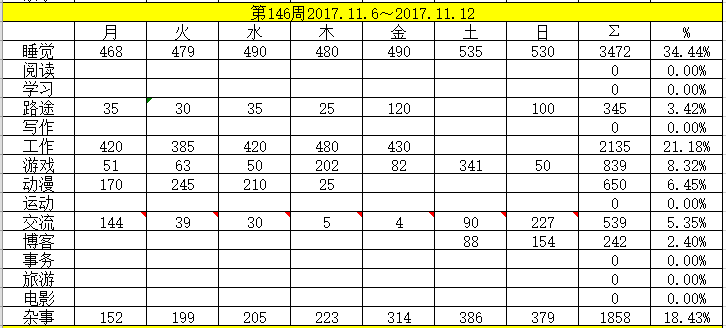 第146周2017.11.6～2017.11.12
月 火 水 木 金 土 日 Σ %
睡觉 468 479 490 480 490 535 530 3472 34.44%
阅读 0 0.00%
学习 0 0.00%
路途 35 30 35 25 120 100 345 3.42%
写作 0 0.00%
工作 420 385 420 480 430 2135 21.18%
游戏 51 63 50 202 82 341 50 839 8.32%
动漫 170 245 210 25 650 6.45%
运动 0 0.00%
交流 144 39 30 5 4 90 227 539 5.35%
博客 88 154 242 2.40%
事务 0 0.00%
旅游 0 0.00%
电影 0 0.00%
杂事 152 199 205 223 314 386 379 1858 18.43%